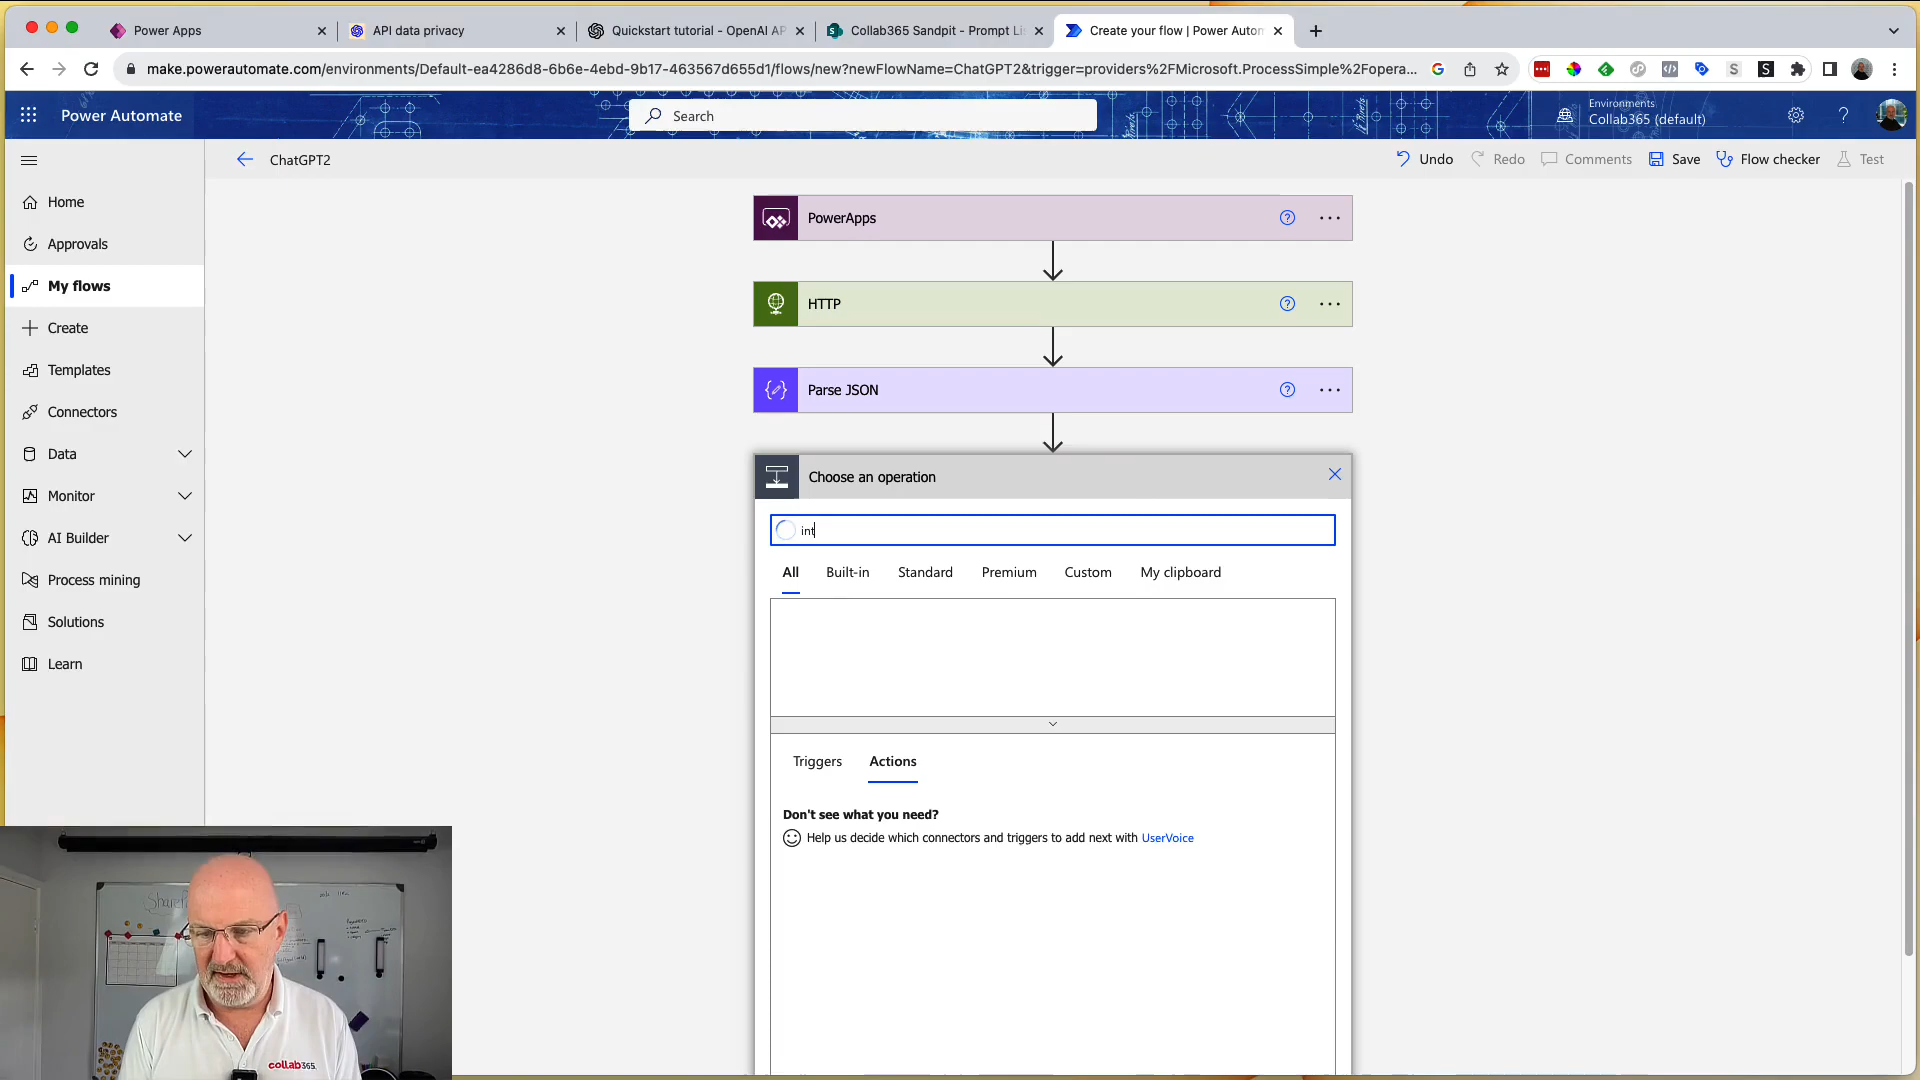 Power Apps
API data privacy
Quickstart tutorial - OpenAI AP
Collab365 Sandpit - Prompt Li
Create your flow | Power Autom
make.powerautomate.com/environments/Default-ea4286d8-6b6e-4ebd-9b17-463567d655d1/flows/new?newFlowName=ChatGPT2&trigger=providers%2FMicrosoft.ProcessSimple%2Fopera...
Power Automate
Search
Environments
Collab365 (default)
ChatGPT2
Undo
Redo
Comments
Save
Flow checker
Test
Home
Approvals
My flows
Create
Templates
Connectors
Data
Monitor
AI Builder
Process mining
Solutions
Learn
PowerApps
HTTP
Parse JSON
Choose an operation
int
All
Built-in
Standard
Premium
Custom
My clipboard
Triggers
Actions
Don't see what you need?
Help us decide which connectors and triggers to add next with UserVoice
collab365